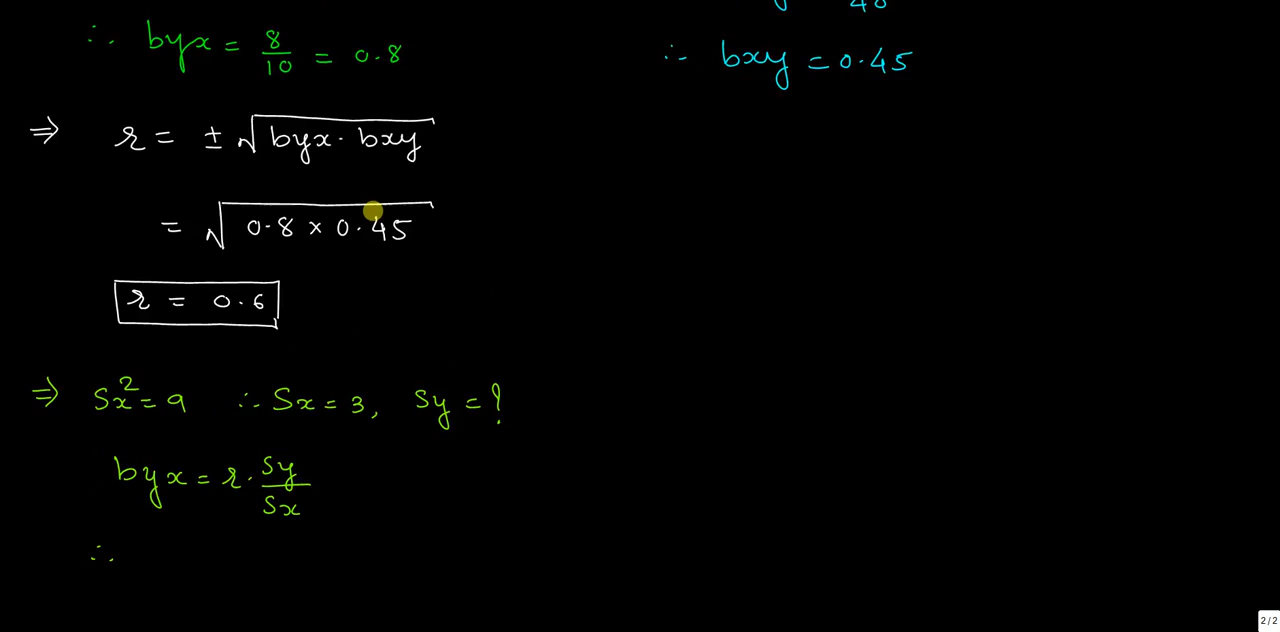 ∴ byx = 8/10 = 0.8
∴ bxy = 0.45
⇒ r = ± √(byx · bxy)
= √(0.8 × 0.45)
r = 0.6
⇒ Sx² = 9 ∴ Sx = 3, Sy = ?
byx = r · Sy/Sx
∴
2/2